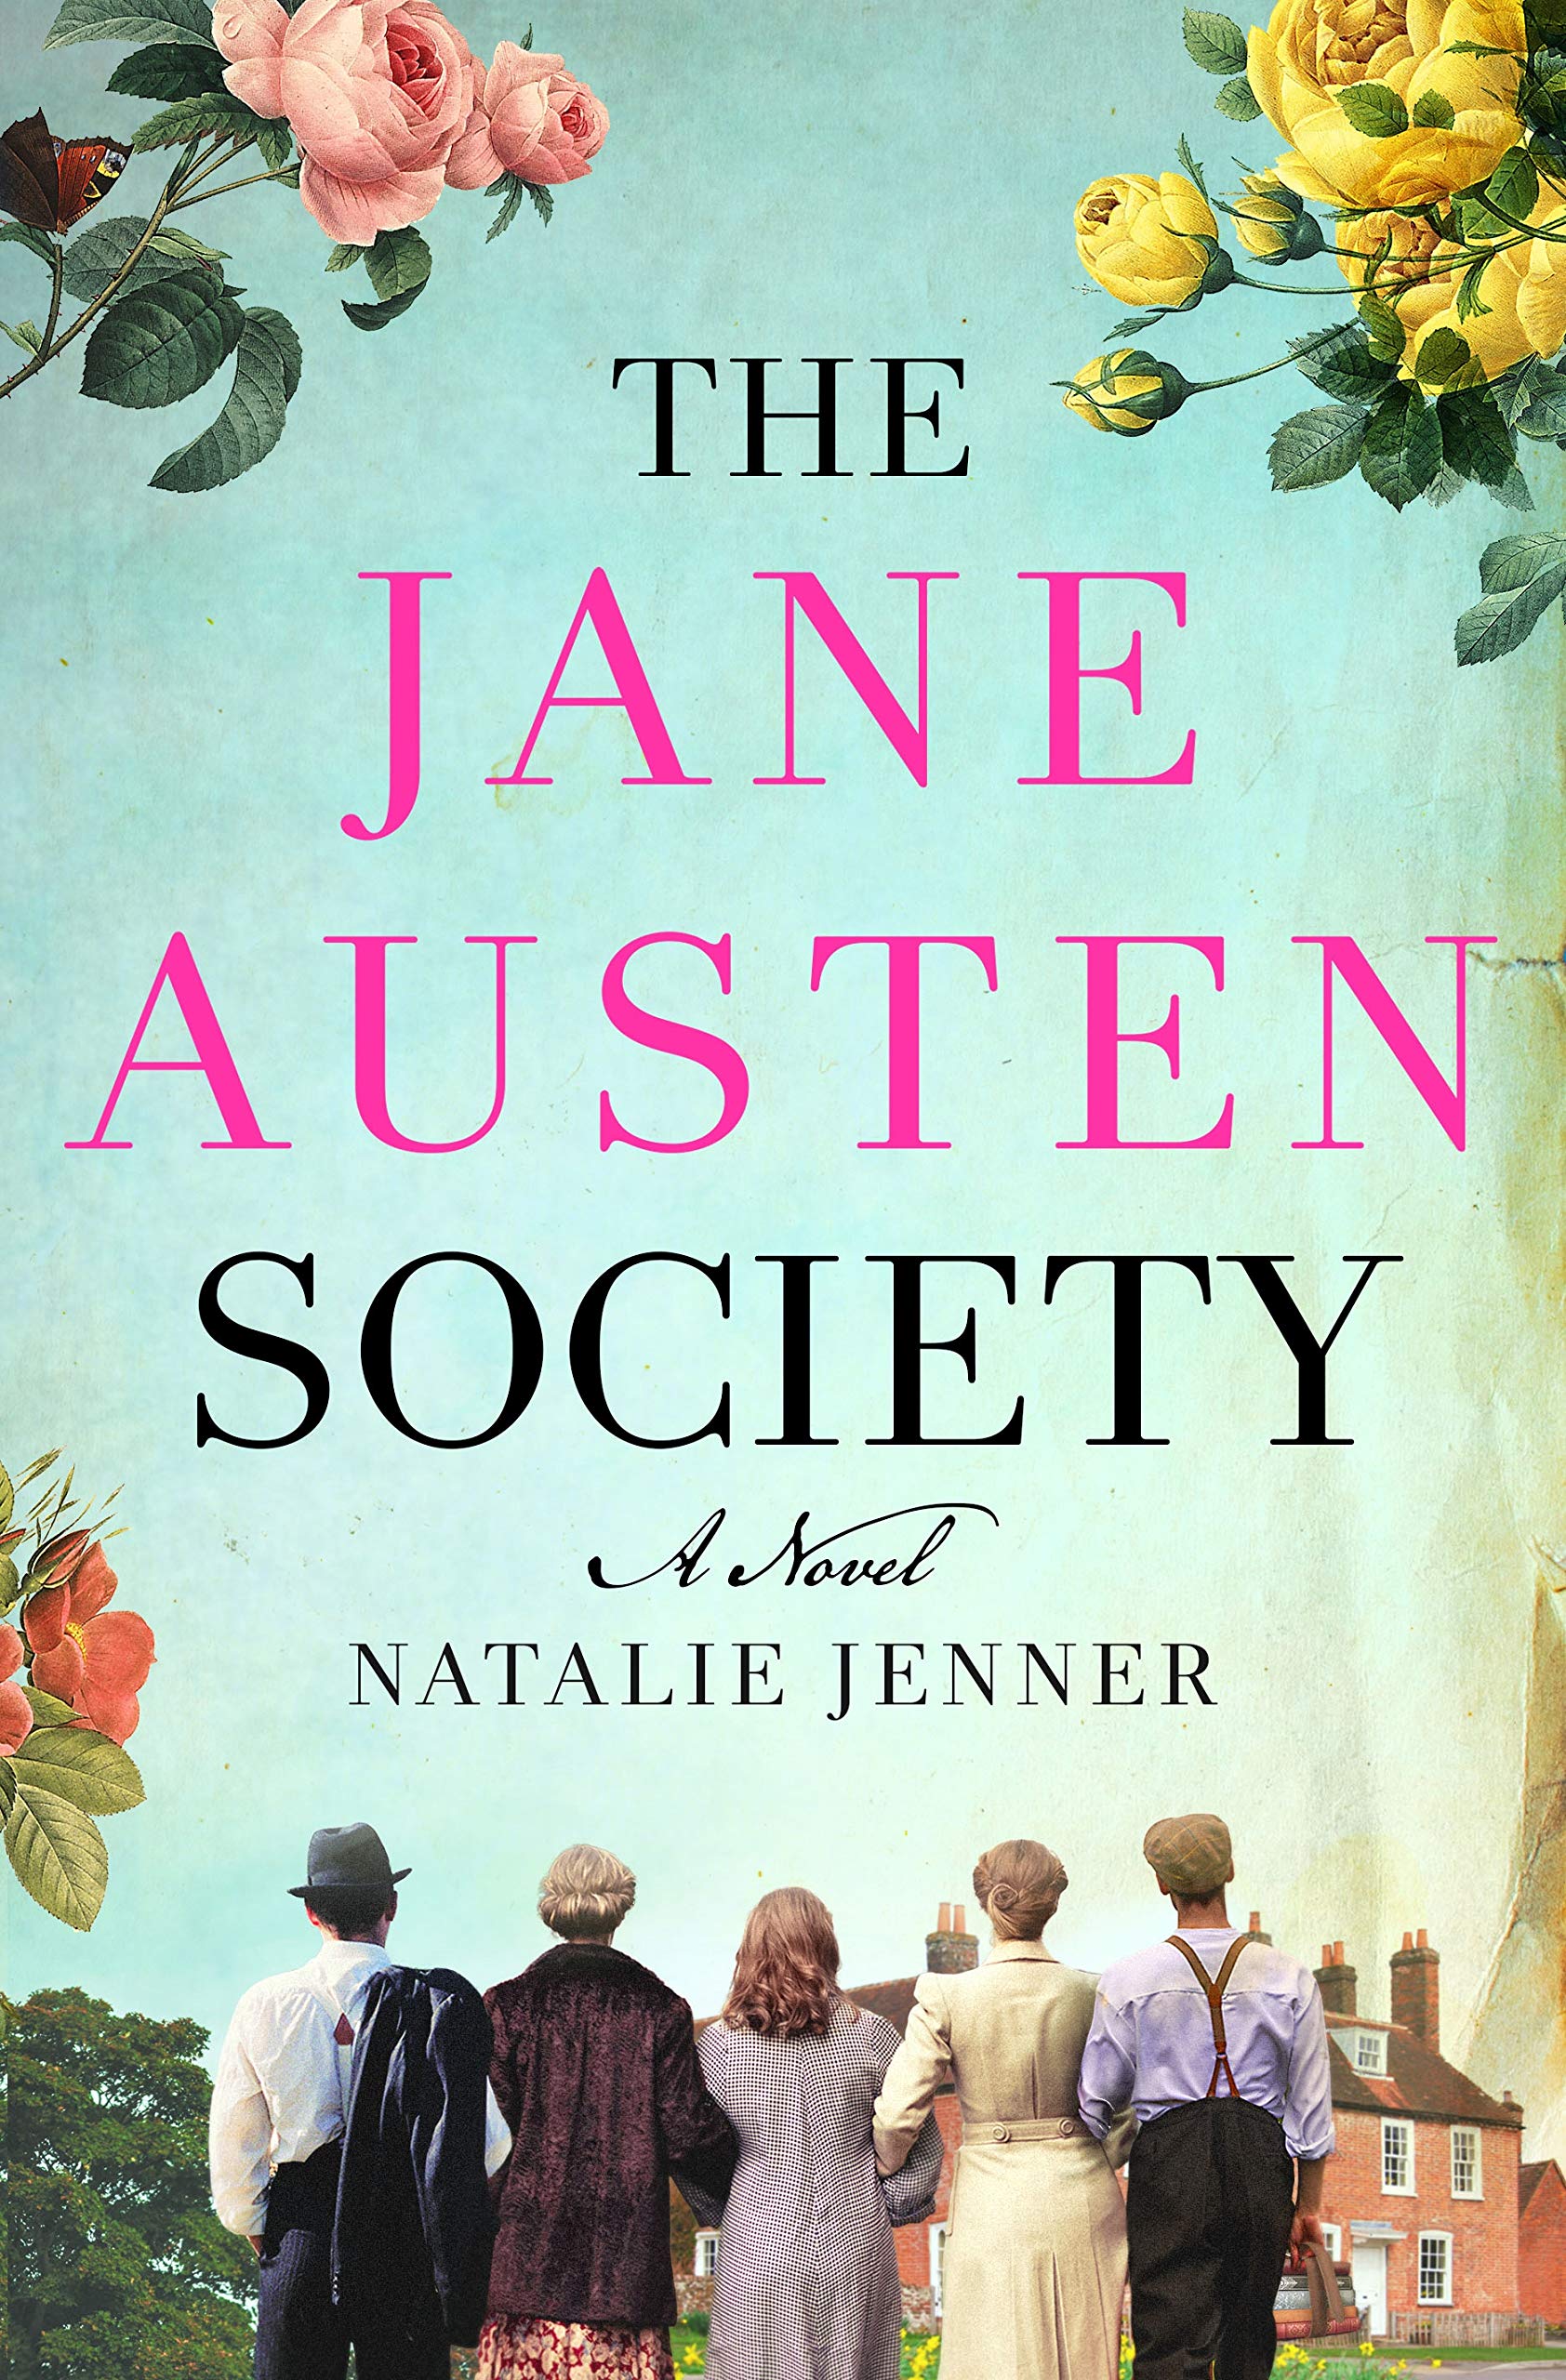 THE
JANE
AUSTEN
SOCIETY
A Novel
NATALIE JENNER